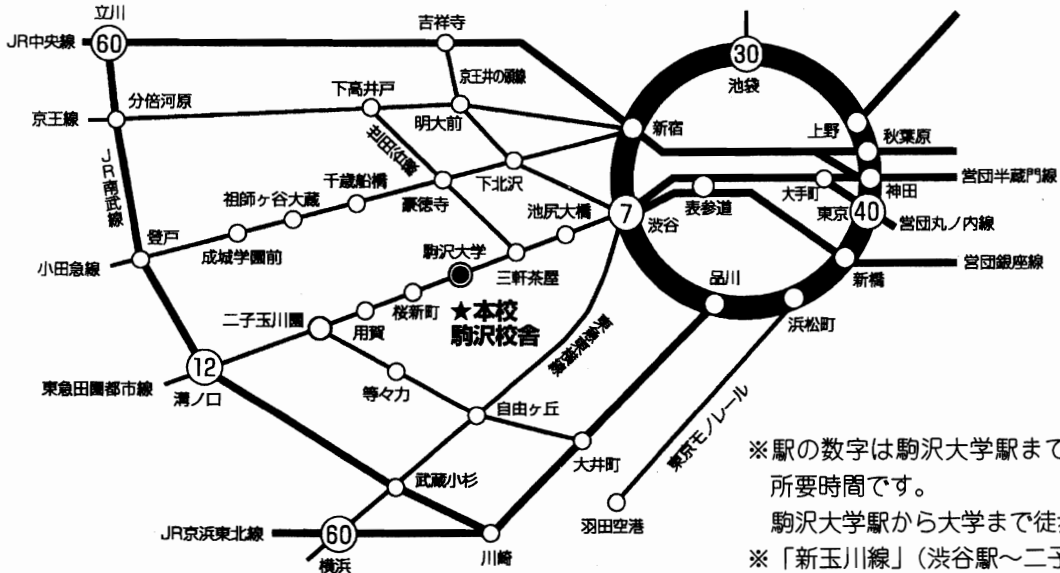 立川
60
JR中央線
吉祥寺
30
池袋
京王井の頭線
下高井戸
分倍河原
京王線
明大前
新宿
上野
秋葉原
JR南武線
世田谷線
千歳船橋
下北沢
祖師ヶ谷大蔵
豪徳寺
池尻大橋
7
渋谷
表参道
大手町
神田
営団半蔵門線
東京
40
営団丸ノ内線
登戸
小田急線
成城学園前
駒沢大学
三軒茶屋
新橋
営団銀座線
品川
浜松町
★本校
駒沢校舎
桜新町
用賀
二子玉川園
12
溝ノ口
東急田園都市線
等々力
東急東横線
自由ヶ丘
大井町
東京モノレール
羽田空港
武蔵小杉
JR京浜東北線
60
横浜
川崎
※駅の数字は駒沢大学駅まで
所要時間です。
駒沢大学駅から大学まで徒
※「新玉川線」(渋谷駅〜二子